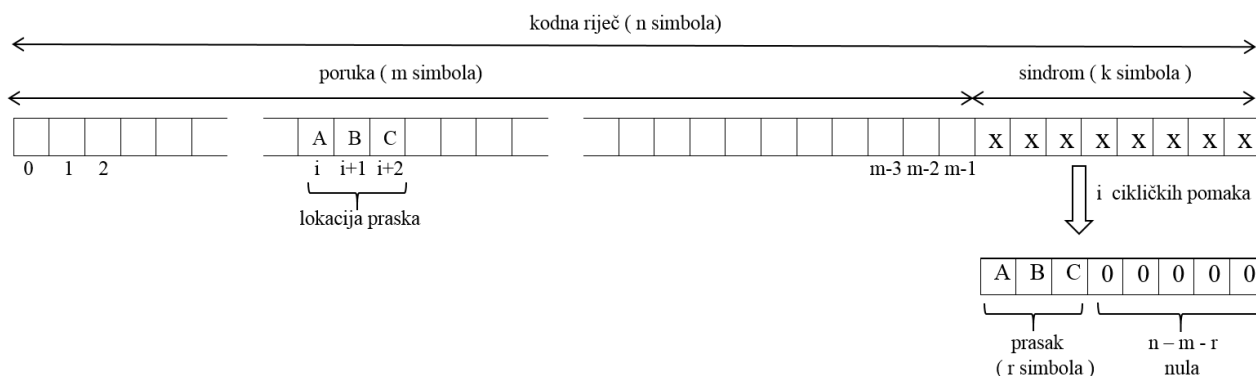 kodna riječ ( n simbola)
poruka ( m simbola)
sindrom ( k simbola )
A B C x x x x x x x x
0 1 2 i i+1 i+2 m-3 m-2 m-1
lokacija praska
i cikličkih pomaka
A B C 0 0 0 0 0
prasak n – m - r
( r simbola ) nula